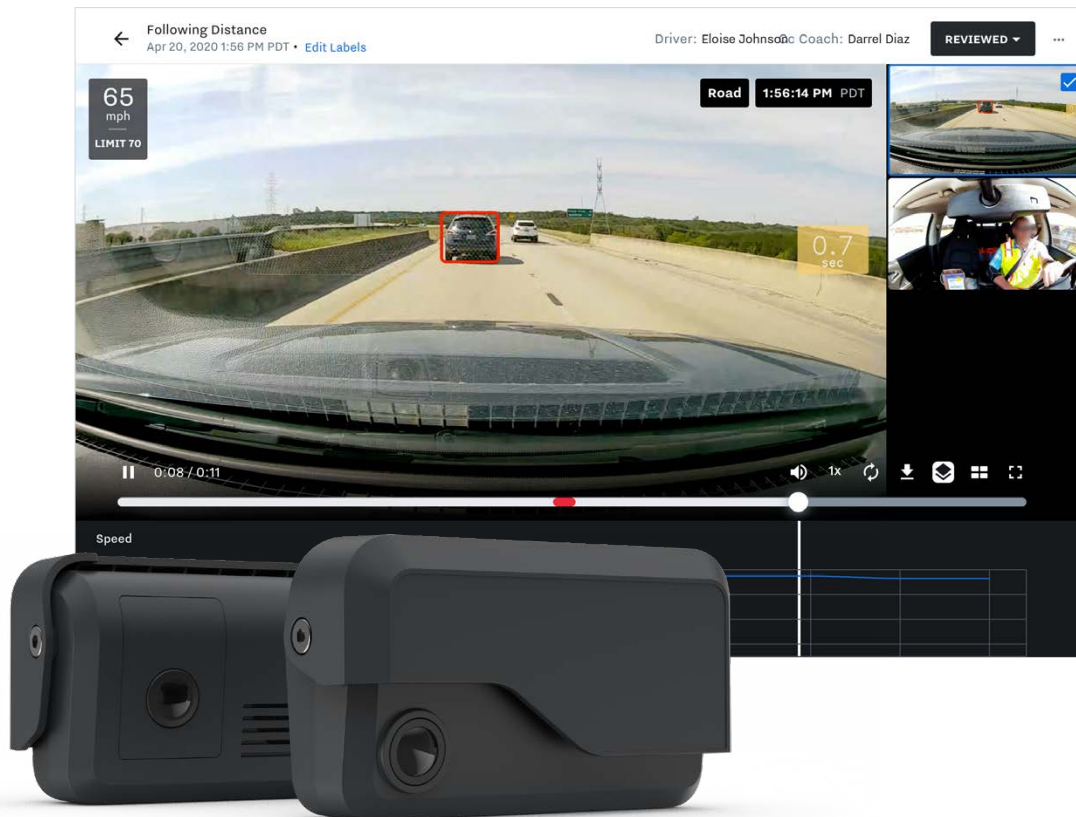 Following Distance
Apr 20, 2020 1:56 PM PDT • Edit Labels
Driver: Eloise Johnson
Coach: Darrel Diaz
REVIEWED
65
mph
LIMIT 70
Road
1:56:14 PM PDT
0.7
sec
0:08 / 0:11
1x
Speed